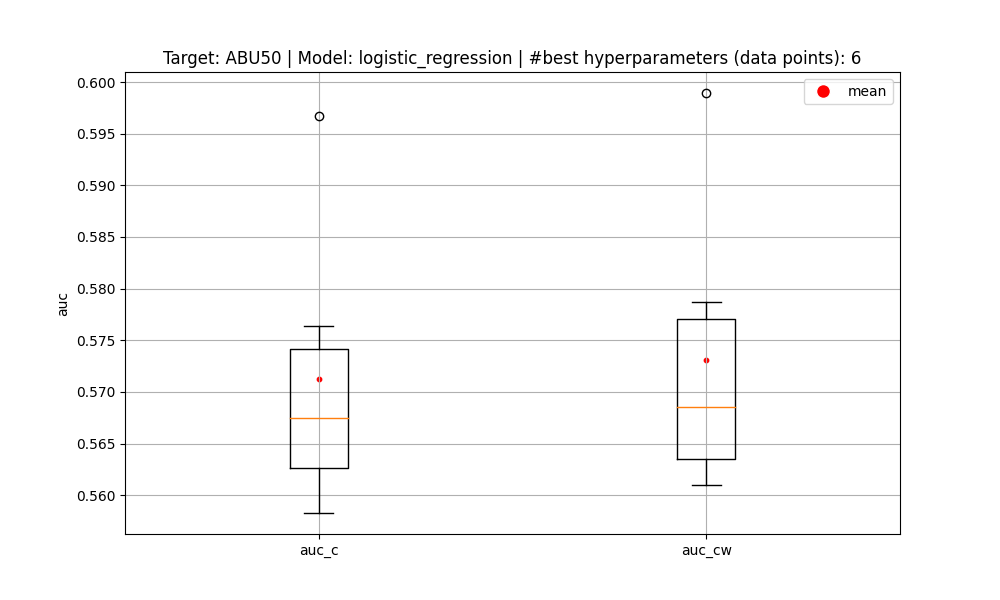 Target: ABU50 | Model: logistic_regression | #best hyperparameters (data points): 6
mean
0.600
0.595
0.590
0.585
0.580
0.575
0.570
0.565
0.560
auc
auc_c
auc_cw